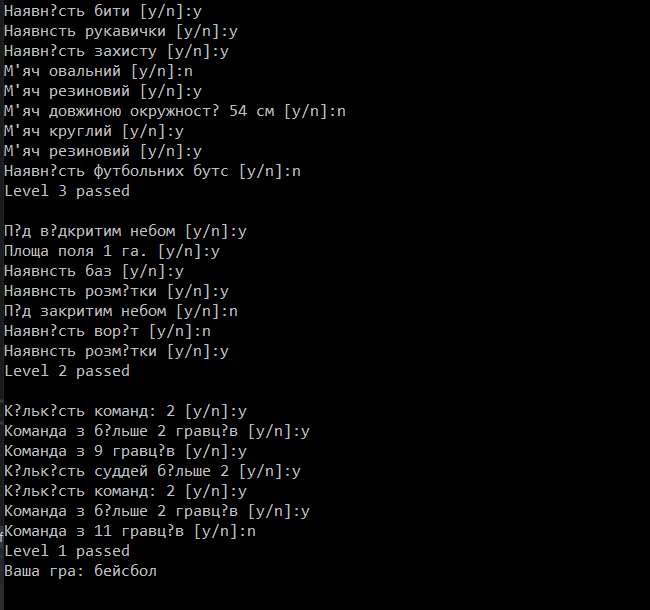 Наявн?сть бити [y/n]:y
Наявнсть рукавички [y/n]:y
Наявн?сть захисту [y/n]:y
М'яч овальний [y/n]:n
М'яч резиновий [y/n]:y
М'яч довжиною окружност? 54 см [y/n]:n
М'яч круглий [y/n]:y
М'яч резиновий [y/n]:y
Наявн?сть футбольних бутс [y/n]:n
Level 3 passed
П?д в?дкритим небом [y/n]:y
Площа поля 1 га. [y/n]:y
Наявнсть баз [y/n]:y
Наявнсть розм?тки [y/n]:y
П?д закритим небом [y/n]:n
Наявн?сть вор?т [y/n]:n
Наявнсть розм?тки [y/n]:y
Level 2 passed
К?льк?сть команд: 2 [y/n]:y
Команда з б?льше 2 гравц?в [y/n]:y
Команда з 9 гравц?в [y/n]:y
К?льк?сть суддей б?льше 2 [y/n]:y
К?льк?сть команд: 2 [y/n]:y
Команда з б?льше 2 гравц?в [y/n]:y
Команда з 11 гравц?в [y/n]:n
Level 1 passed
Ваша гра: бейсбол